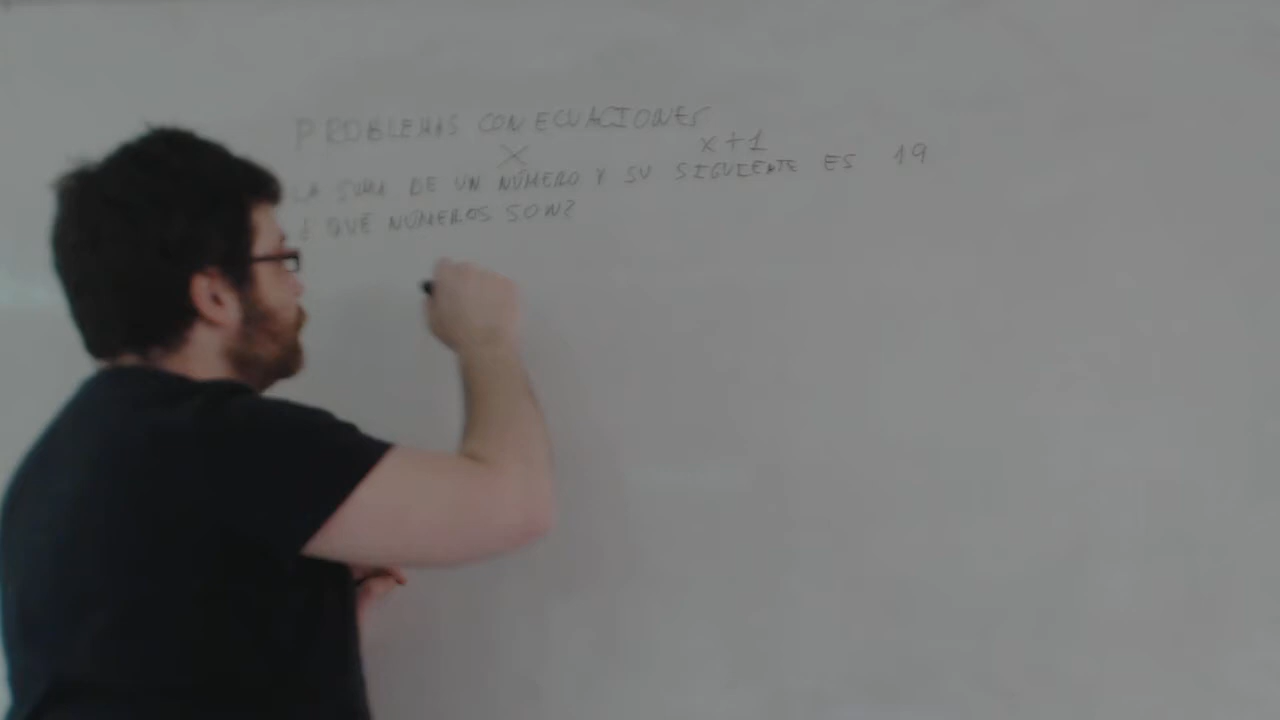 PROBLEMAS CON ECUACIONES
x x+1
LA SUMA DE UN NÚMERO Y SU SIGUIENTE ES 19
¿QUÉ NÚMEROS SON?